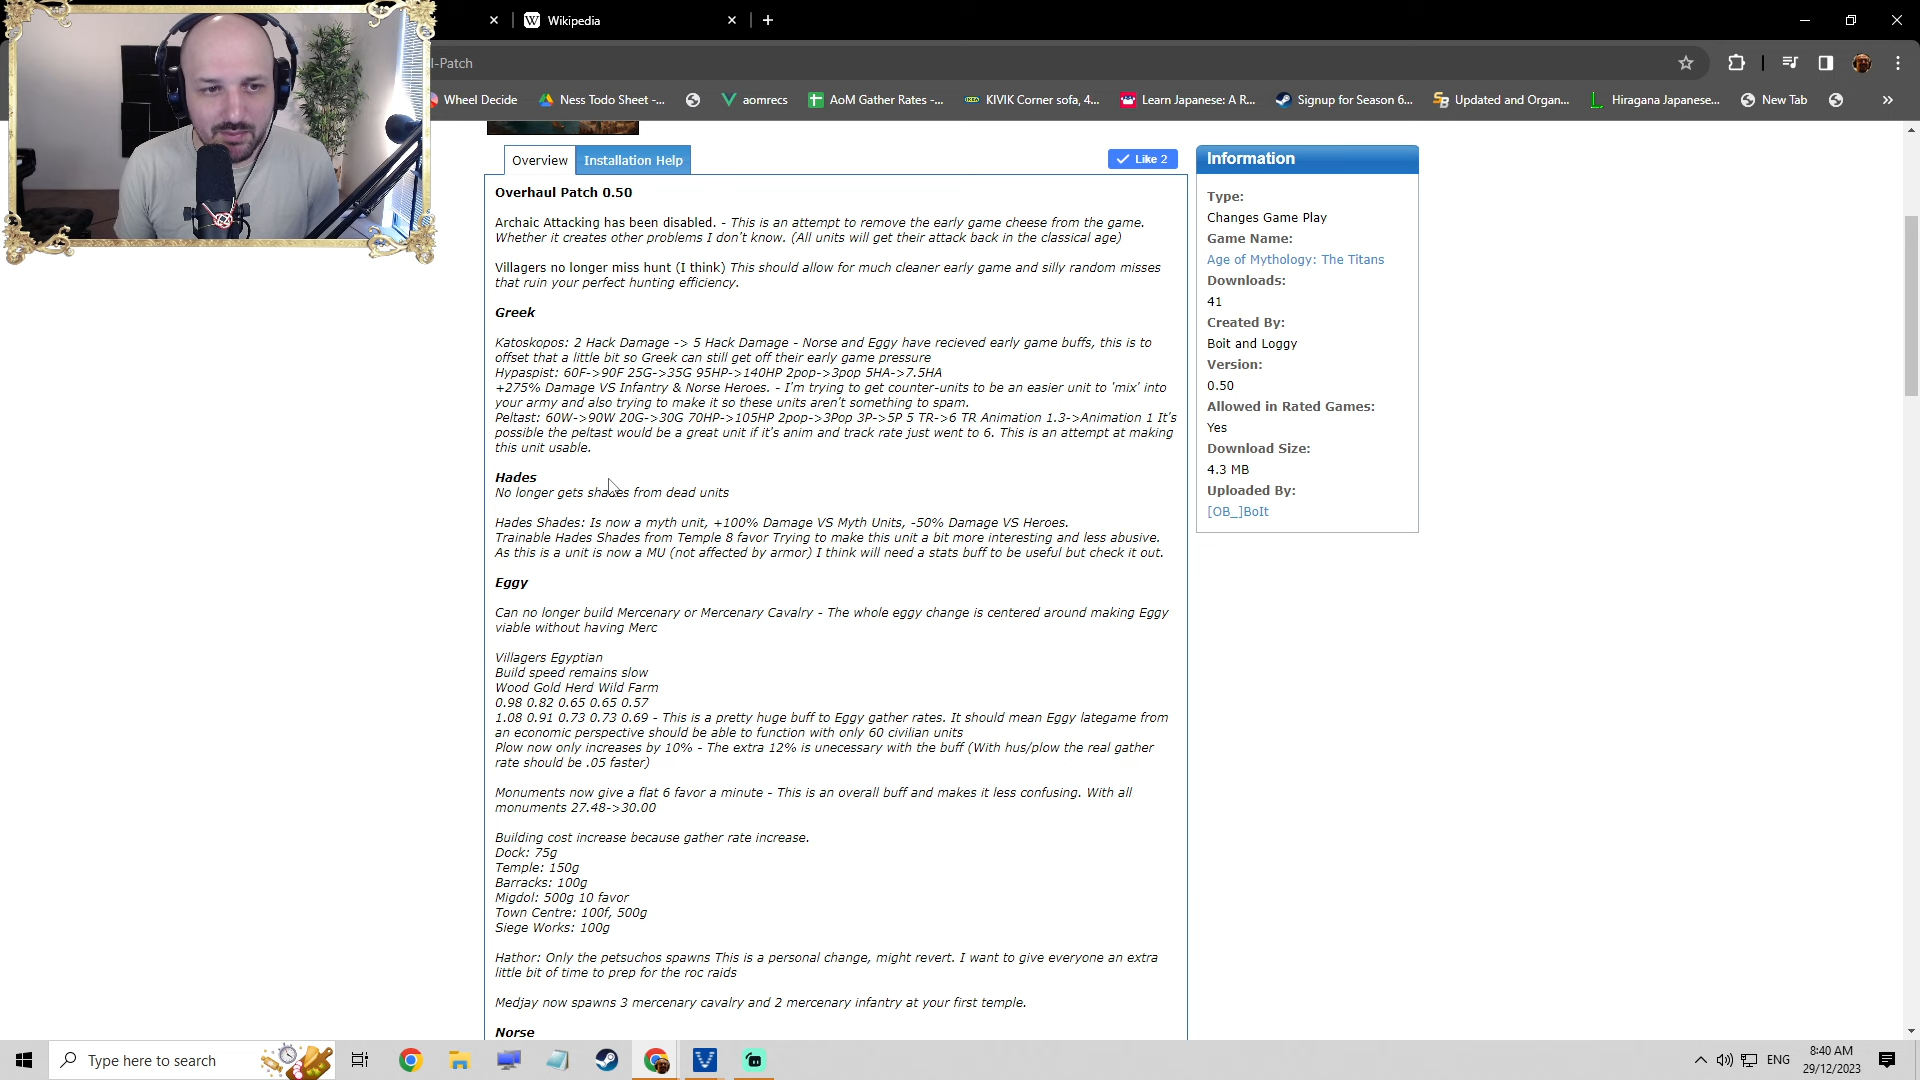 Wikipedia
l-Patch
Wheel Decide
Ness Todo Sheet -...
aomrecs
AoM Gather Rates -...
KIVIK Corner sofa, 4...
Learn Japanese: A R...
Signup for Season 6...
Updated and Organ...
Hiragana Japanese...
New Tab
Overview
Installation Help
Like 2
Overhaul Patch 0.50
Archaic Attacking has been disabled. - This is an attempt to remove the early game cheese from the game.
Whether it creates other problems I don't know. (All units will get their attack back in the classical age)
Villagers no longer miss hunt (I think) This should allow for much cleaner early game and silly random misses
that ruin your perfect hunting efficiency.
Greek
Katoskopos: 2 Hack Damage -> 5 Hack Damage - Norse and Eggy have recieved early game buffs, this is to
offset that a little bit so Greek can still get off their early game pressure
Hypaspist: 60F->90F 25G->35G 95HP->140HP 2pop->3pop 5HA->7.5HA
+275% Damage VS Infantry & Norse Heroes. - I'm trying to get counter-units to be an easier unit to 'mix' into
your army and also trying to make it so these units aren't something to spam.
Peltast: 60W->90W 20G->30G 70HP->105HP 2pop->3Pop 3P->5P 5 TR->6 TR Animation 1.3->Animation 1 It's
possible the peltast would be a great unit if it's anim and track rate just went to 6. This is an attempt at making
this unit usable.
Hades
No longer gets shades from dead units
Hades Shades: Is now a myth unit, +100% Damage VS Myth Units, -50% Damage VS Heroes.
Trainable Hades Shades from Temple 8 favor Trying to make this unit a bit more interesting and less abusive.
As this is a unit is now a MU (not affected by armor) I think will need a stats buff to be useful but check it out.
Eggy
Can no longer build Mercenary or Mercenary Cavalry - The whole eggy change is centered around making Eggy
viable without having Merc
Villagers Egyptian
Build speed remains slow
Wood Gold Herd Wild Farm
0.98 0.82 0.65 0.65 0.57
1.08 0.91 0.73 0.73 0.69 - This is a pretty huge buff to Eggy gather rates. It should mean Eggy lategame from
an economic perspective should be able to function with only 60 civilian units
Plow now only increases by 10% - The extra 12% is unecessary with the buff (With hus/plow the real gather
rate should be .05 faster)
Monuments now give a flat 6 favor a minute - This is an overall buff and makes it less confusing. With all
monuments 27.48->30.00
Building cost increase because gather rate increase.
Dock: 75g
Temple: 150g
Barracks: 100g
Migdol: 500g 10 favor
Town Centre: 100f, 500g
Siege Works: 100g
Hathor: Only the petsuchos spawns This is a personal change, might revert. I want to give everyone an extra
little bit of time to prep for the roc raids
Medjay now spawns 3 mercenary cavalry and 2 mercenary infantry at your first temple.
Norse
Information
Type:
Changes Game Play
Game Name:
Age of Mythology: The Titans
Downloads:
41
Created By:
Boit and Loggy
Version:
0.50
Allowed in Rated Games:
Yes
Download Size:
4.3 MB
Uploaded By:
[OB_]BoIt
Type here to search
ENG
8:40 AM
29/12/2023